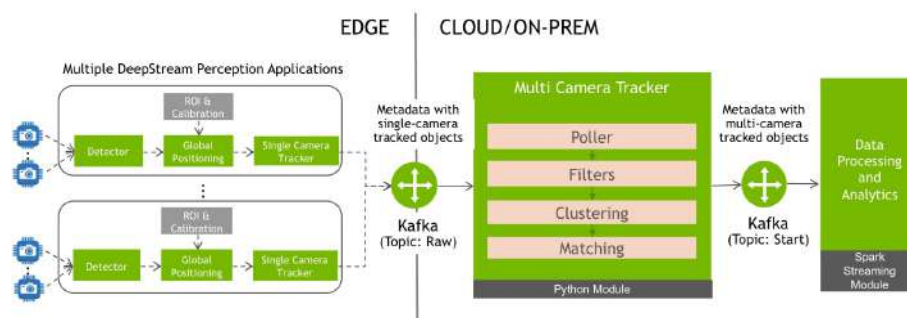 EDGE
CLOUD/ON-PREM
Multiple DeepStream Perception Applications
ROI &
Calibration
Detector
Global
Positioning
Single Camera
Tracker
ROI &
Calibration
Detector
Global
Positioning
Single Camera
Tracker
Metadata with
single-camera
tracked objects
Kafka
(Topic: Raw)
Multi Camera Tracker
Poller
Filters
Clustering
Matching
Python Module
Metadata with
multi-camera
tracked objects
Kafka
(Topic: Start)
Data
Processing
and
Analytics
Spark
Streaming
Module